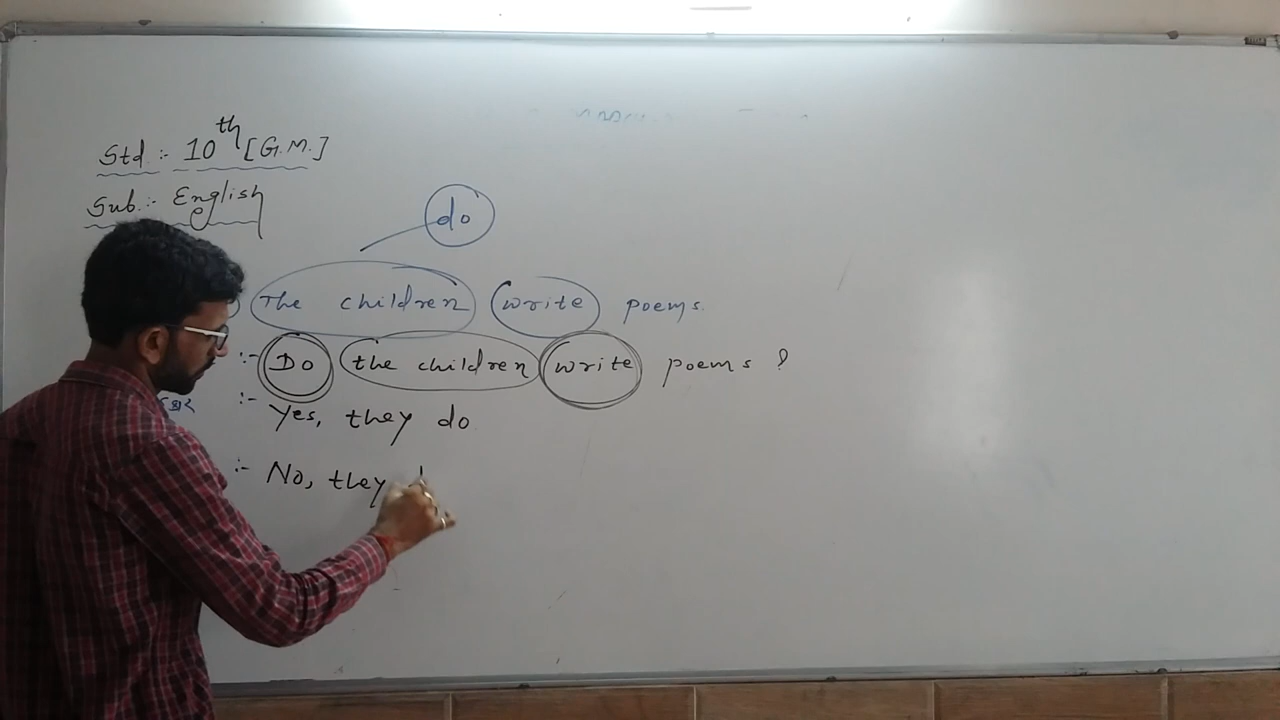 Std :- 10th [G.M.]
Sub. :- English
do
The children write poems.
:- Do the children write poems ?
:- Yes, they do
:- No, they